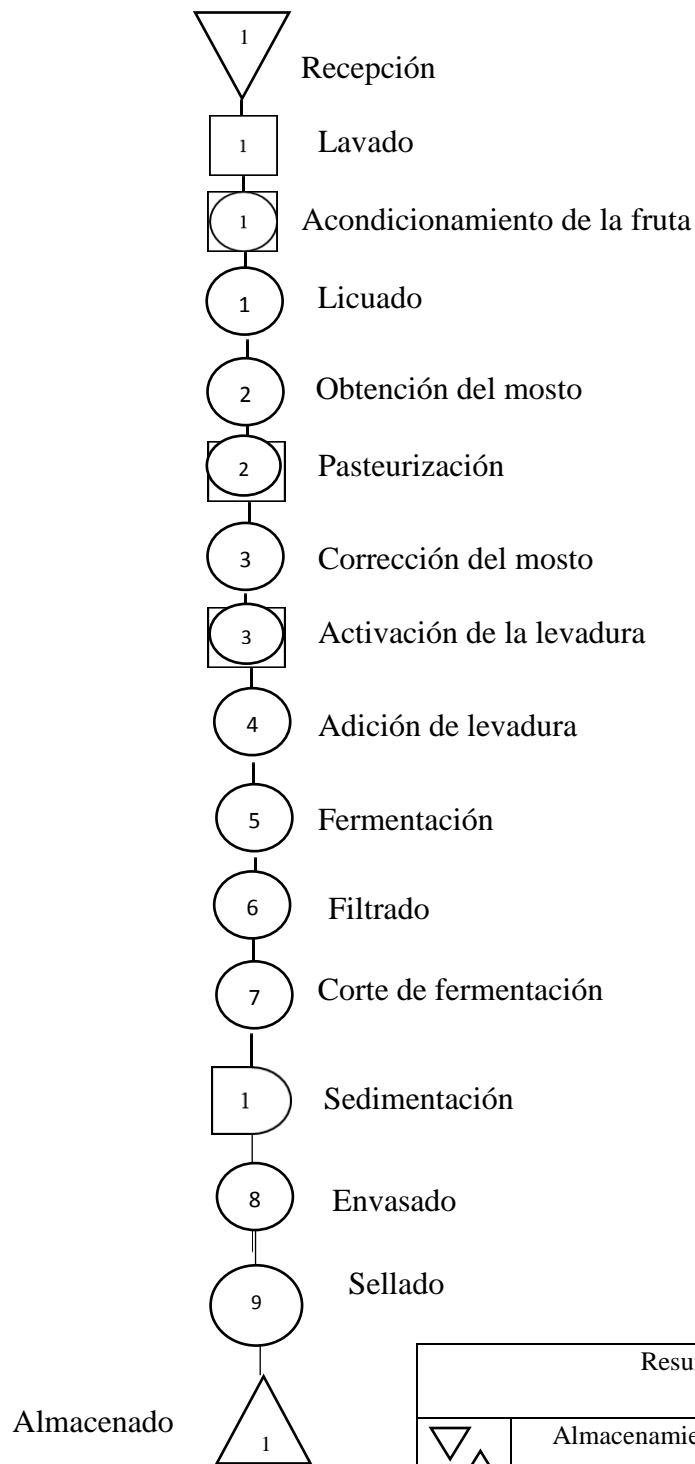 1
Recepción
1 Lavado
1 Acondicionamiento de la fruta
1 Licuado
2 Obtención del mosto
2 Pasteurización
3 Corrección del mosto
3 Activación de la levadura
4 Adición de levadura
5 Fermentación
6 Filtrado
7 Corte de fermentación
1 Sedimentación
8 Envasado
9 Sellado
Almacenado 1